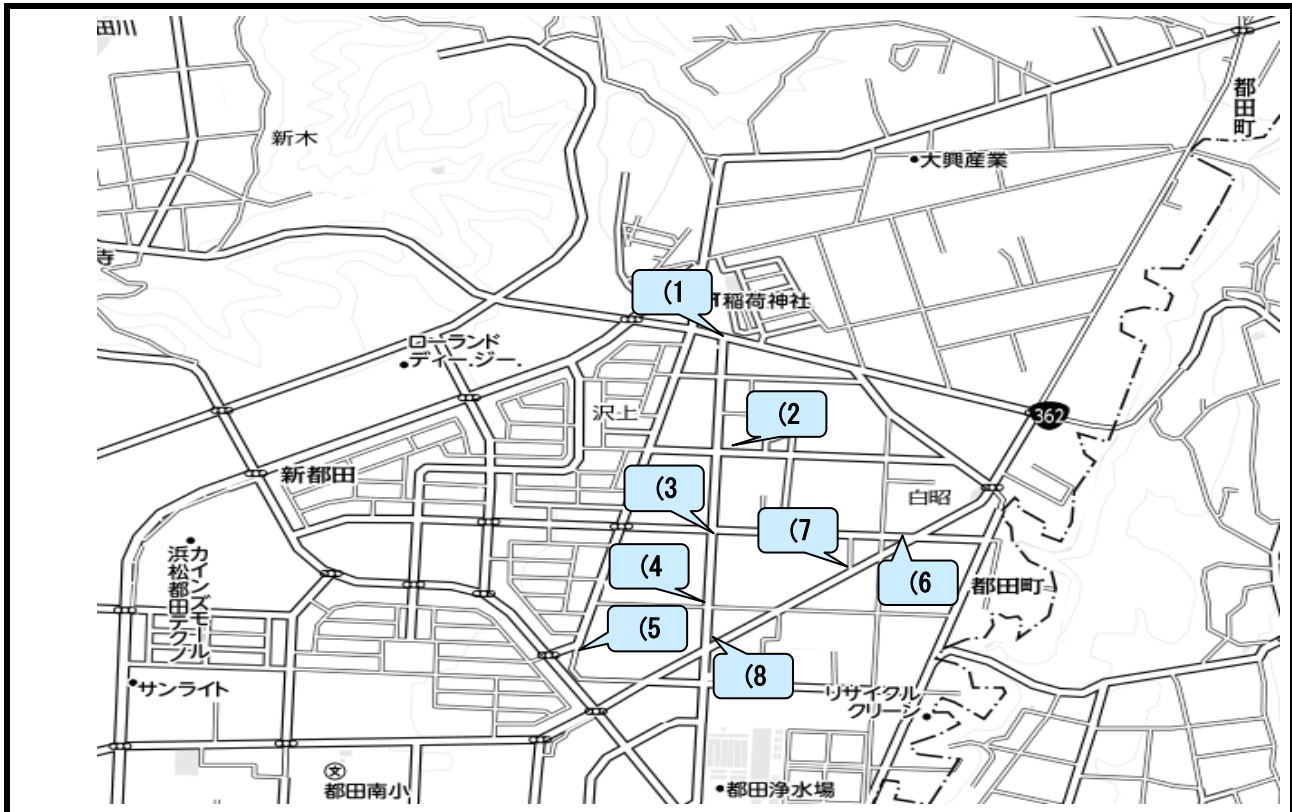 田川
都田町
新木
大興産業
寺
(1
稲荷神社
ローランド
ディー.ジー.
沢上
(2
362
新都田
(3
白昭
(7
カインズモール
浜松都田テクノ
(4
(6
都田町
(5
サンライト
(8
リサイクル
クリーン
文
都田南小
都田浄水場